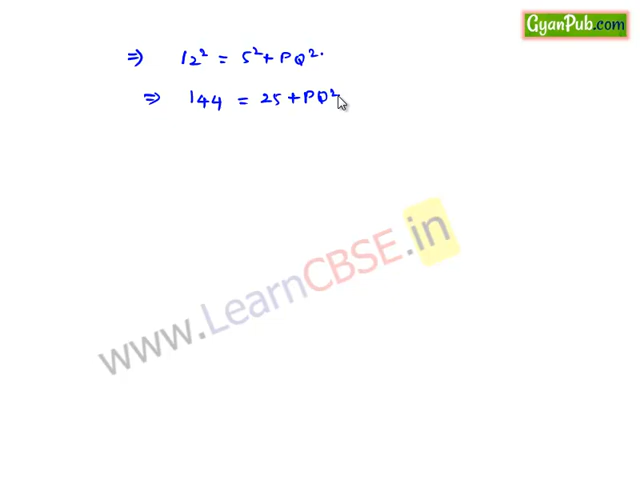 GyanPub.com
⇒ 12² = 5² + PQ².
⇒ 144 = 25 + PQ²
www.LearnCBSE.in